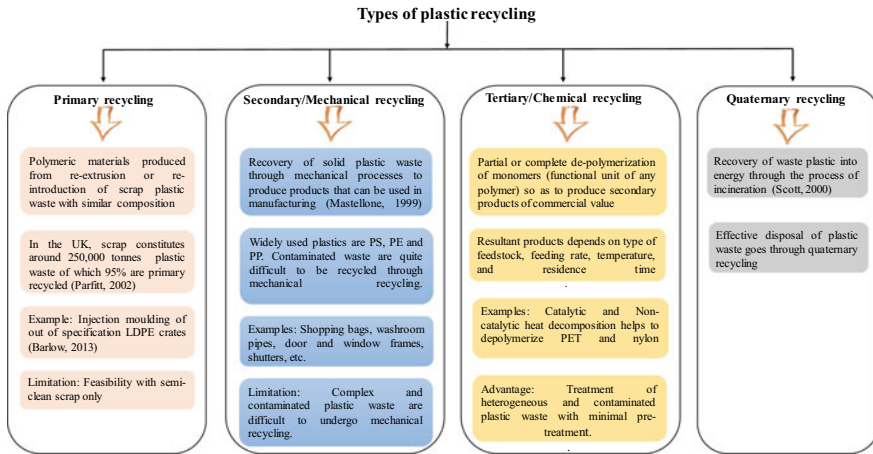 Types of plastic recycling
Primary recycling
Polymeric materials produced
from re-extrusion or re-
introduction of scrap plastic
waste with similar composition
In the UK, scrap constitutes
around 250,000 tonnes plastic
waste of which 95% are primary
recycled (Parfitt, 2002)
Example: Injection moulding of
out of specification LDPE crates
(Barlow, 2013)
Limitation: Feasibility with semi-
clean scrap only
Secondary/Mechanical recycling
Recovery of solid plastic waste
through mechanical processes to
produce products that can be used in
manufacturing (Mastellone, 1999)
Widely used plastics are PS, PE and
PP. Contaminated waste are quite
difficult to be recycled through
mechanical recycling.
Examples: Shopping bags, washroom
pipes, door and window frames,
shutters, etc.
Limitation: Complex and
contaminated plastic waste are
difficult to undergo mechanical
recycling.
Tertiary/Chemical recycling
Partial or complete de-polymerization
of monomers (functional unit of any
polymer) so as to produce secondary
products of commercial value
Resultant products depends on type of
feedstock, feeding rate, temperature,
and residence time
.
Examples: Catalytic and Non-
catalytic heat decomposition helps to
depolymerize PET and nylon
Advantage: Treatment of
heterogeneous and contaminated
plastic waste with minimal pre-
treatment.
.
Quaternary recycling
Recovery of waste plastic into
energy through the process of
incineration (Scott, 2000)
Effective disposal of plastic
waste goes through quaternary
recycling